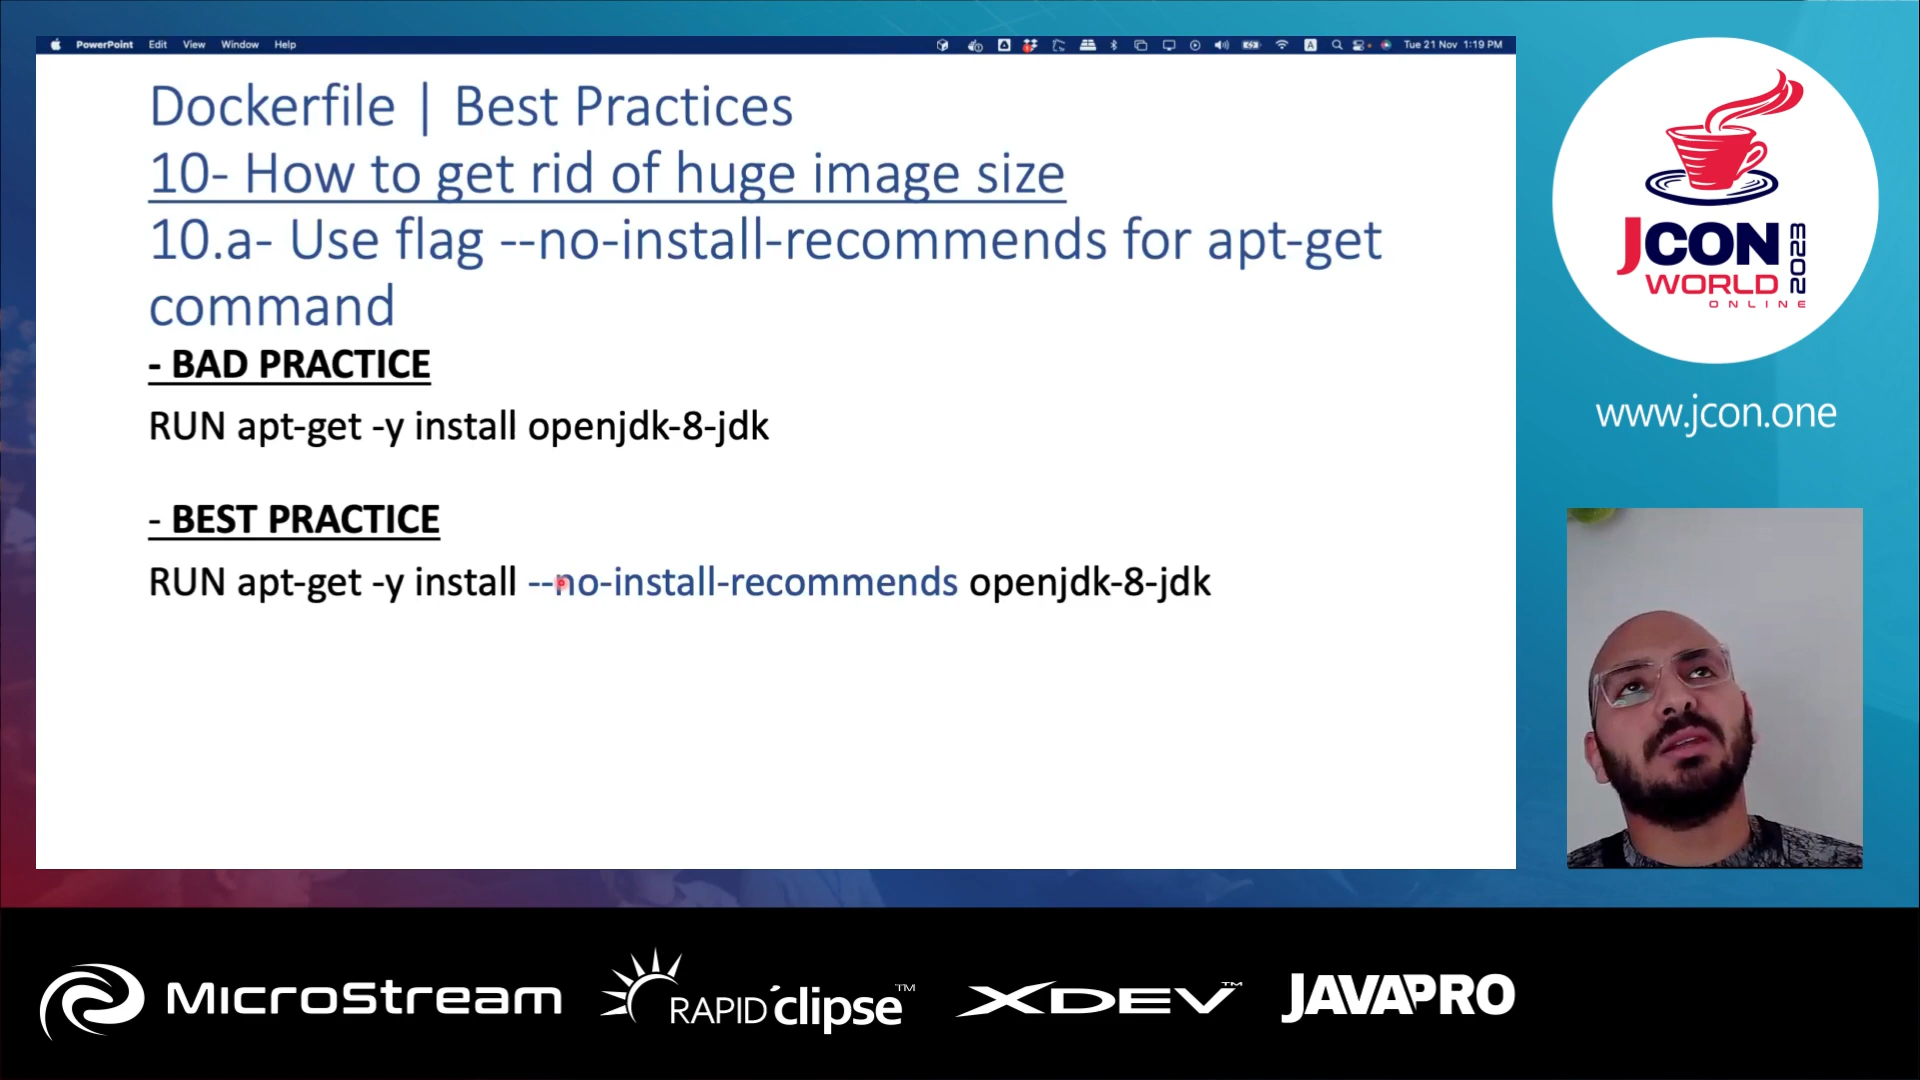 PowerPoint Edit View Window Help
Tue 21 Nov 1:19 PM
Dockerfile | Best Practices
10- How to get rid of huge image size
10.a- Use flag --no-install-recommends for apt-get
command
- BAD PRACTICE
RUN apt-get -y install openjdk-8-jdk
- BEST PRACTICE
RUN apt-get -y install --no-install-recommends openjdk-8-jdk
JCON
2023
WORLD
ONLINE
www.jcon.one
MicroStream
RAPID'clipse™
XDEV™
JAVAPRO